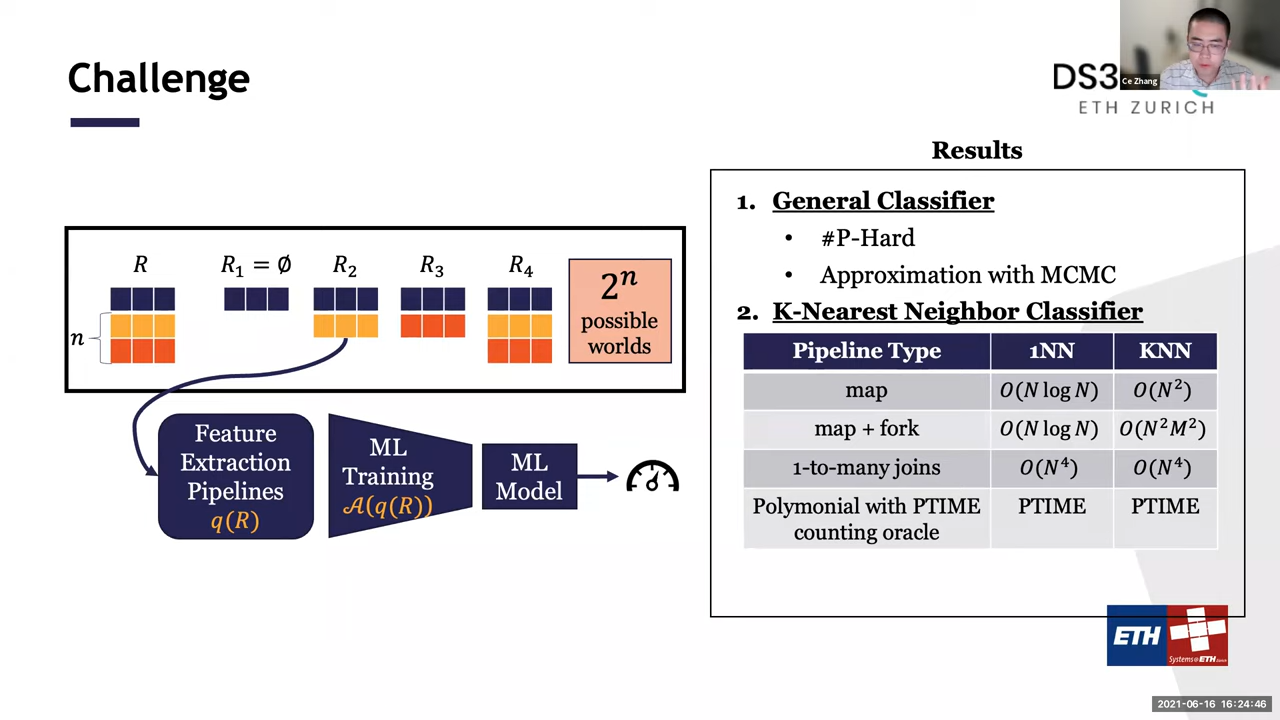 Challenge
DS3
ETH ZURICH
Ce Zhang
Results
R
R₁ = ∅
R₂
R₃
R₄
n
2ⁿ
possible
worlds
Feature
Extraction
Pipelines
q(R)
ML
Training
𝒜(q(R))
ML
Model
1. General Classifier
• #P-Hard
• Approximation with MCMC
2. K-Nearest Neighbor Classifier
Pipeline Type 1NN KNN
map O(N log N) O(N²)
map + fork O(N log N) O(N²M²)
1-to-many joins O(N⁴) O(N⁴)
Polymonial with PTIME PTIME PTIME
counting oracle
ETH
Systems@ETH Zürich
2021-06-16 16:24:46